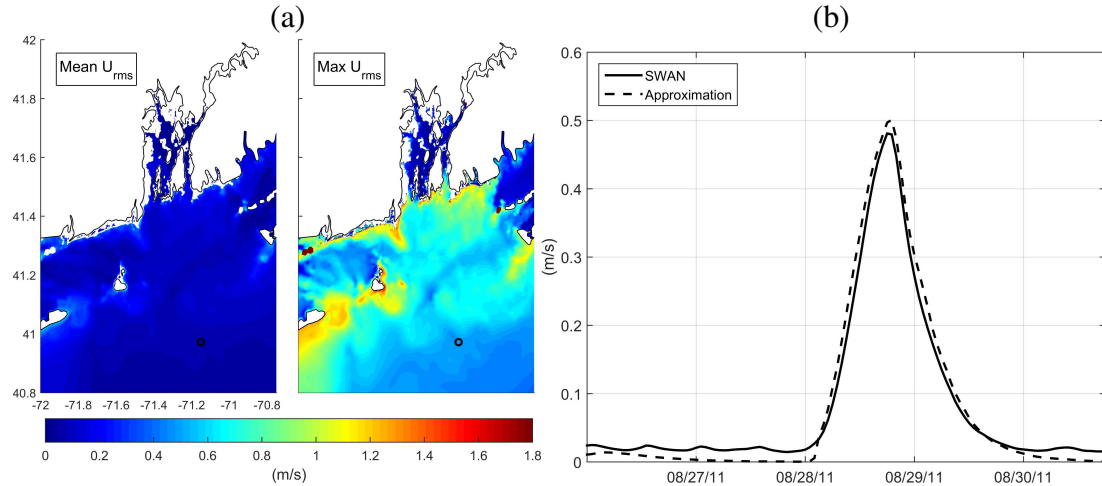 (a)
(b)
Mean Urms
Max Urms
42
41.8
41.6
41.4
41.2
41
40.8
-72 -71.8 -71.6 -71.4 -71.2 -71 -70.8
0 0.2 0.4 0.6 0.8 1 1.2 1.4 1.6 1.8
(m/s)
SWAN
Approximation
0.6
0.5
0.4
0.3
0.2
0.1
0
(m/s)
08/27/11 08/28/11 08/29/11 08/30/11